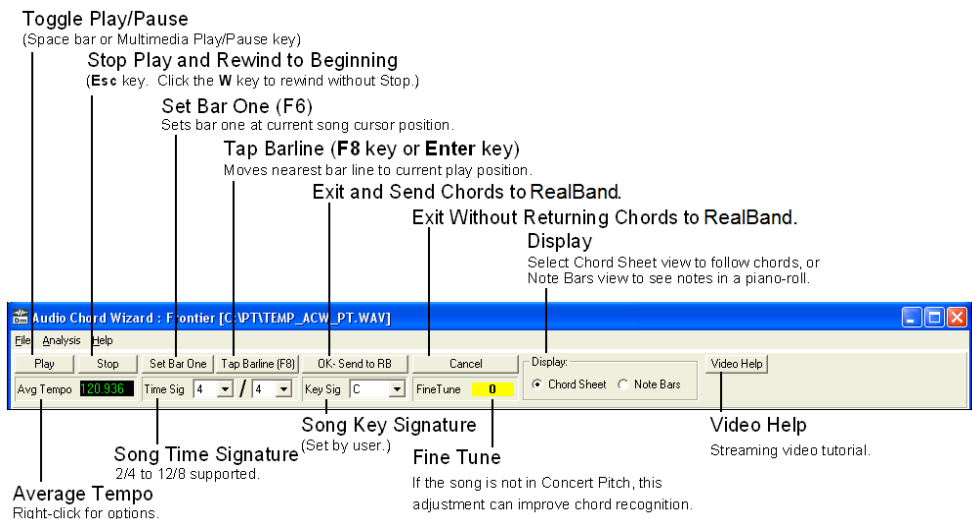 Toggle Play/Pause
(Space bar or Multimedia Play/Pause key)
Stop Play and Rewind to Beginning
(Esc key. Click the W key to rewind without Stop.)
Set Bar One (F6)
Sets bar one at current song cursor position.
Tap Barline (F8 key or Enter key)
Moves nearest bar line to current play position.
Exit and Send Chords to RealBand.
Exit Without Returning Chords to RealBand.
Display
Select Chord Sheet view to follow chords, or
Note Bars view to see notes in a piano-roll.
Audio Chord Wizard : Frontier [C:\PT\TEMP_ACW_PT.WAV]
File Analysis Help
Play Stop Set Bar One Tap Barline (F8) OK- Send to RB Cancel Display: Video Help
Avg Tempo 120.936 Time Sig 4 / 4 Key Sig C FineTune 0 Chord Sheet Note Bars
Song Key Signature
(Set by user.)
Video Help
Streaming video tutorial.
Song Time Signature
2/4 to 12/8 supported.
Fine Tune
If the song is not in Concert Pitch, this
adjustment can improve chord recognition.
Average Tempo
Right-click for options.